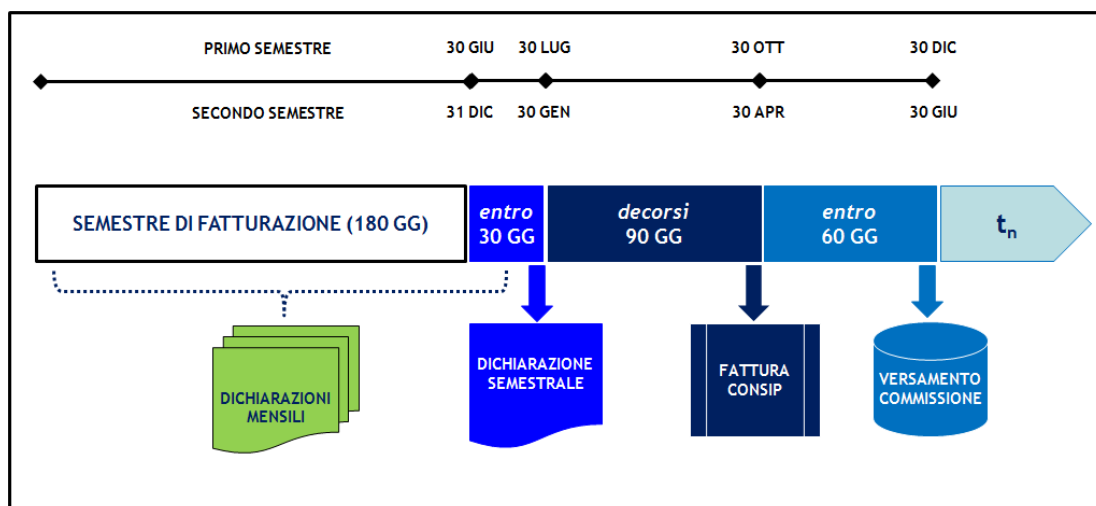 PRIMO SEMESTRE 30 GIU 30 LUG 30 OTT 30 DIC
SECONDO SEMESTRE 31 DIC 30 GEN 30 APR 30 GIU
SEMESTRE DI FATTURAZIONE (180 GG)
entro
30 GG
decorsi
90 GG
entro
60 GG
tn
DICHIARAZIONI
MENSILI
DICHIARAZIONE
SEMESTRALE
FATTURA
CONSIP
VERSAMENTO
COMMISSIONE